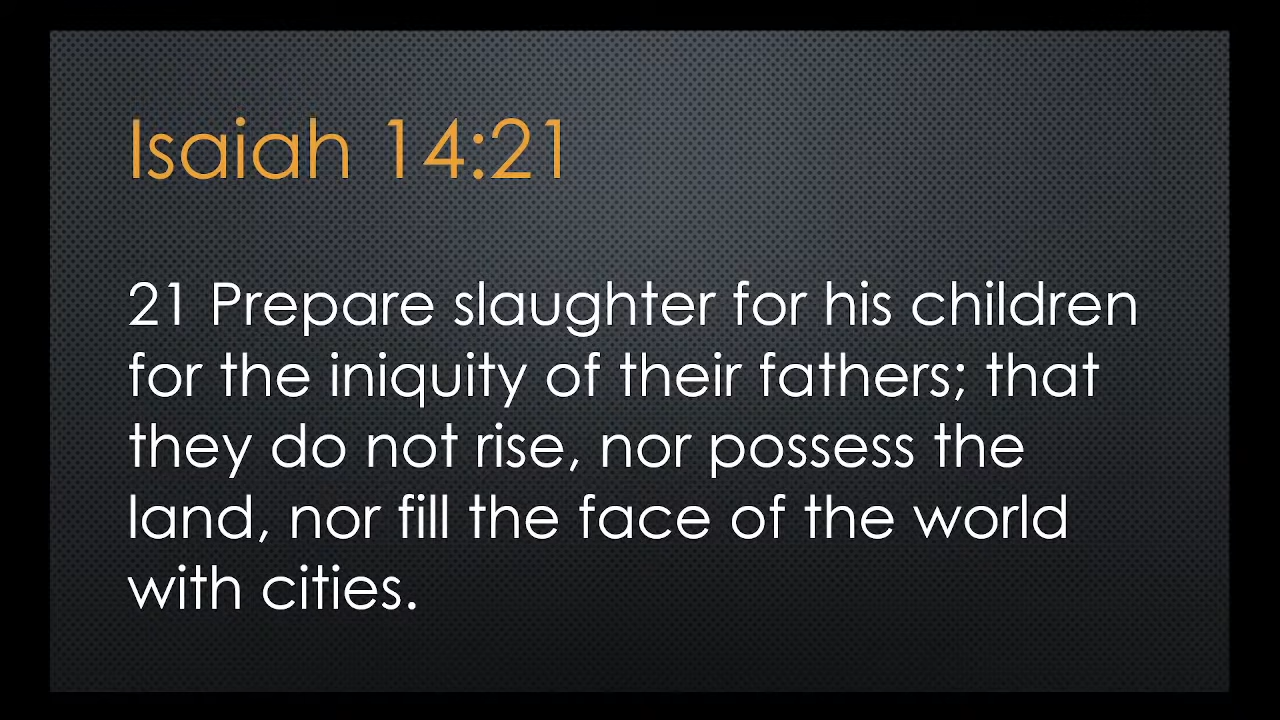 Isaiah 14:21
21 Prepare slaughter for his children
for the iniquity of their fathers; that
they do not rise, nor possess the
land, nor fill the face of the world
with cities.